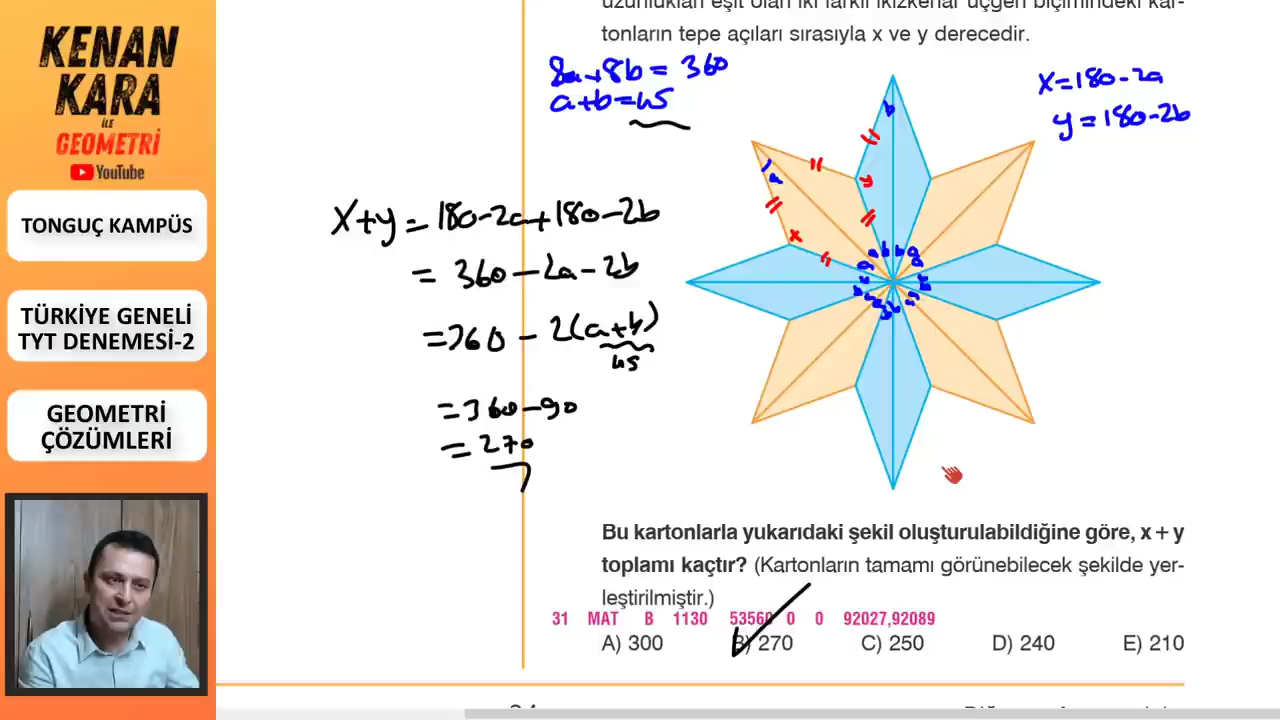 KENAN
KARA
İLE
GEOMETRİ
YouTube
TONGUÇ KAMPÜS
TÜRKİYE GENELİ
TYT DENEMESİ-2
GEOMETRİ
ÇÖZÜMLERİ
tonların tepe açıları sırasıyla x ve y derecedir.
8a+8b=360
a+b=45
x=180-2a
y=180-2b
x+y=180-2a+180-2b
=360-2a-2b
=360-2(a+b)
45
=360-90
=270
b
a
Bu kartonlarla yukarıdaki şekil oluşturulabildiğine göre, x + y
toplamı kaçtır? (Kartonların tamamı görünebilecek şekilde yer-
leştirilmiştir.)
31 MAT B 1130 53560 0 0 92027,92089
A) 300 B) 270 C) 250 D) 240 E) 210